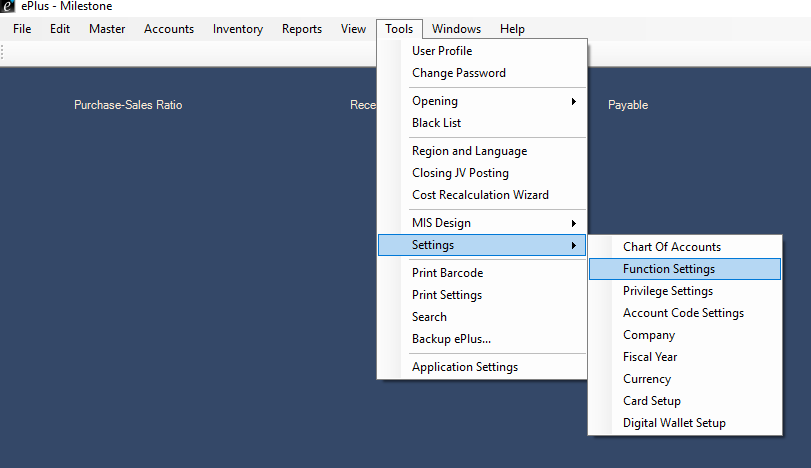 ePlus - Milestone
File Edit Master Accounts Inventory Reports View Tools Windows Help
User Profile
Change Password
Purchase-Sales Ratio
Rece
Payable
Opening
Black List
Region and Language
Closing JV Posting
Cost Recalculation Wizard
MIS Design
Settings
Chart Of Accounts
Function Settings
Privilege Settings
Account Code Settings
Company
Fiscal Year
Currency
Card Setup
Digital Wallet Setup
Print Barcode
Print Settings
Search
Backup ePlus...
Application Settings